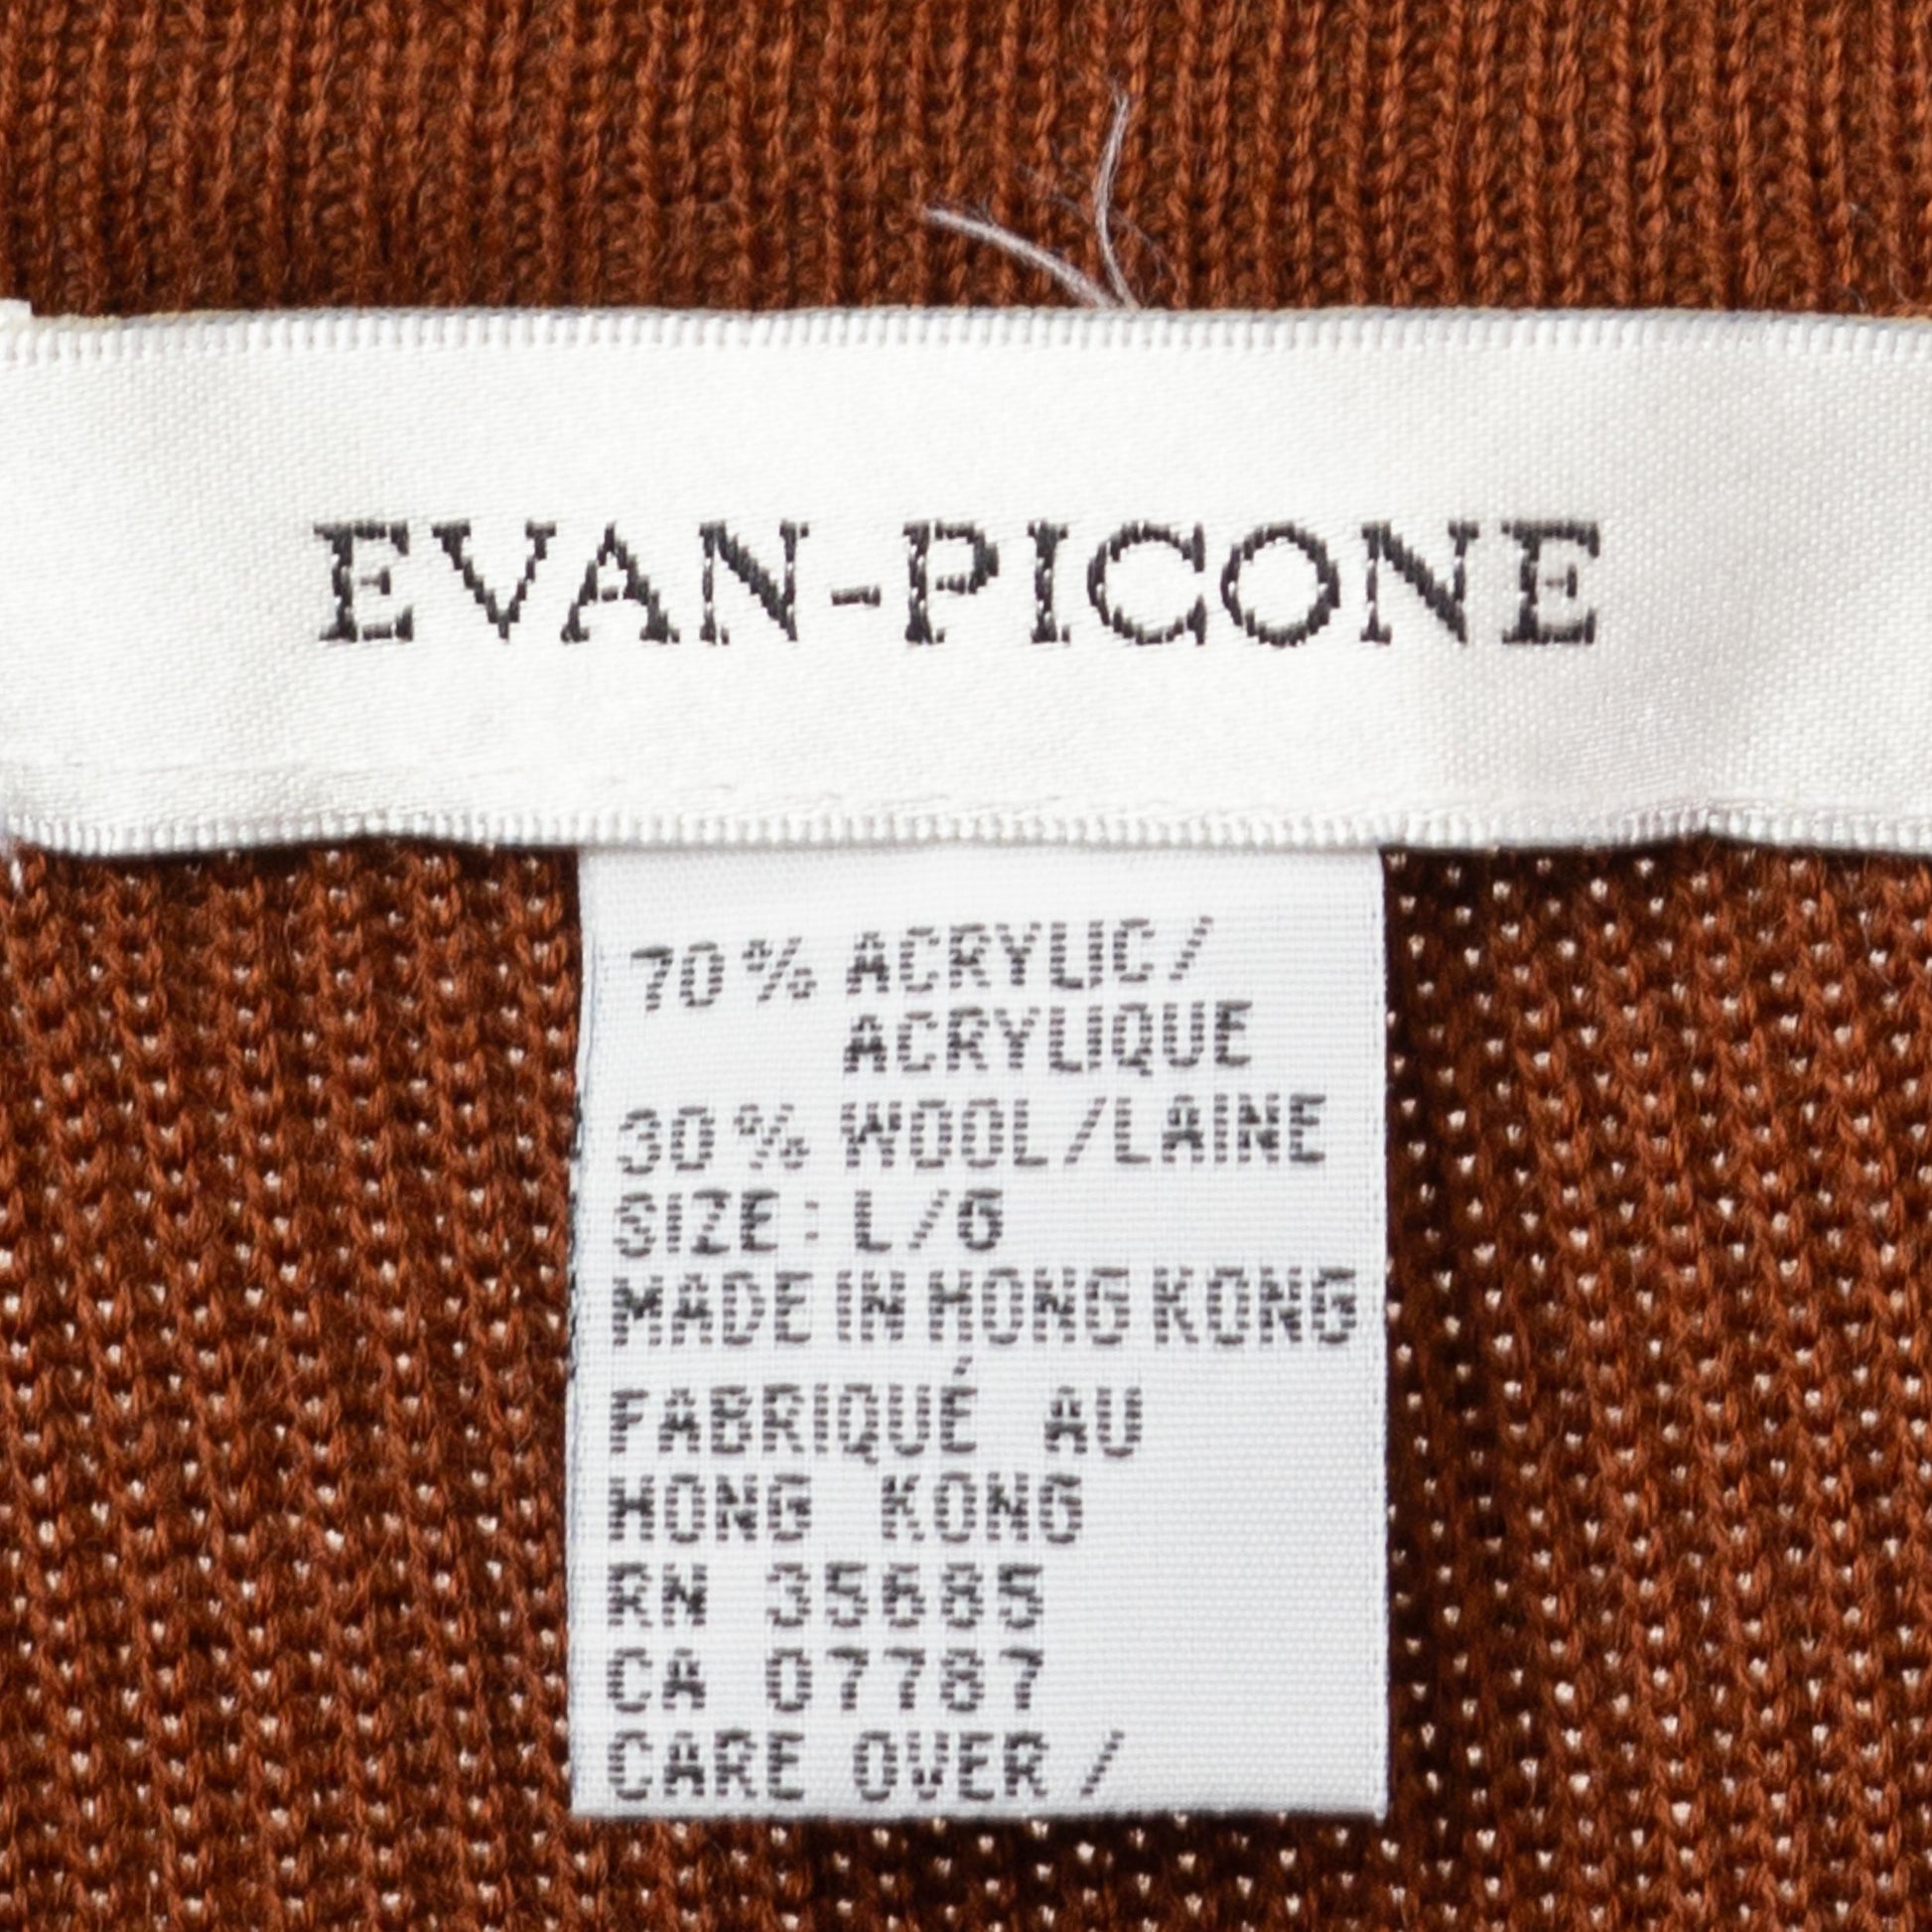 EVAN-PICONE
70% ACRYLIC/
ACRYLIQUE
30% WOOL/LAINE
SIZE: L/G
MADE IN HONG KONG
FABRIQUÉ AU
HONG KONG
RN 35685
CA 07787
CARE OVER /